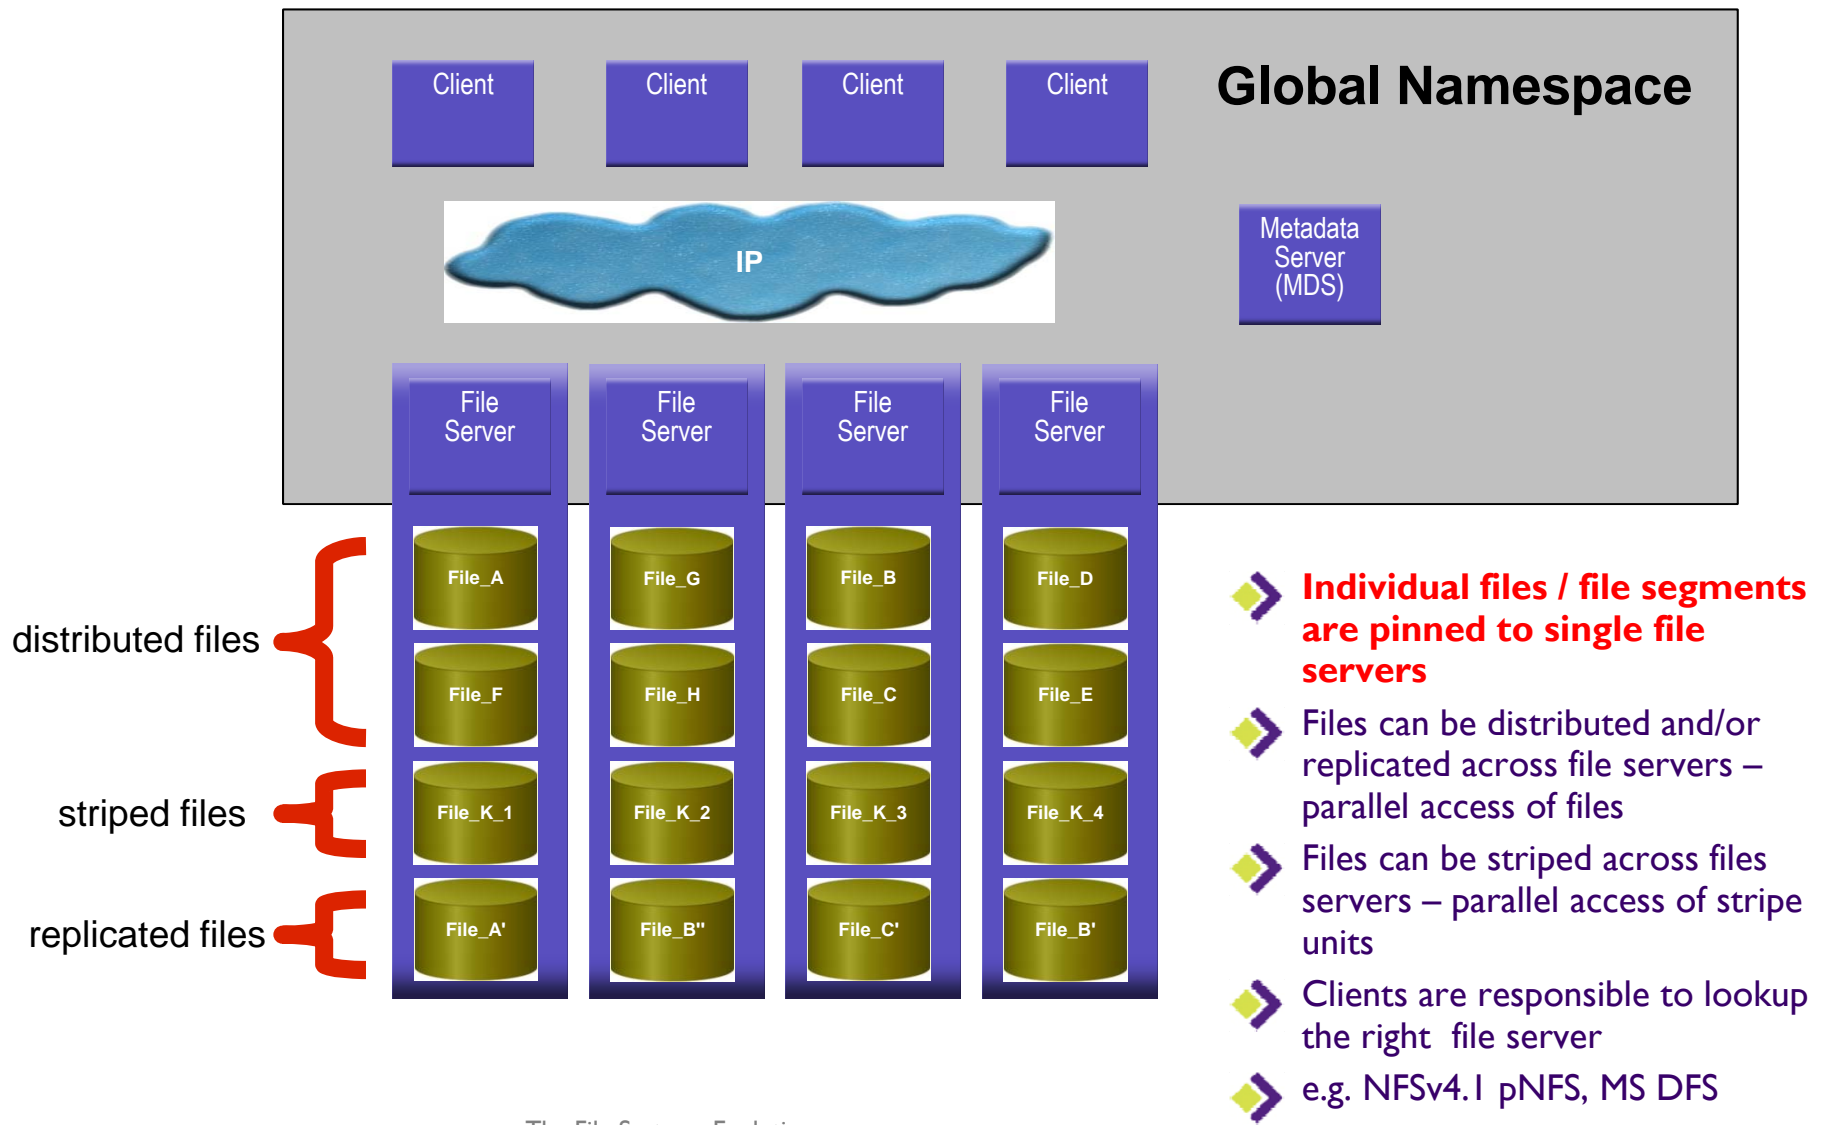 Client
Client
Client
Client
Global Namespace
IP
Metadata
Server
(MDS)
File
Server
File
Server
File
Server
File
Server
distributed files
File_A
File_G
File_B
File_D
File_F
File_H
File_C
File_E
striped files
File_K_1
File_K_2
File_K_3
File_K_4
replicated files
File_A'
File_B''
File_C'
File_B'
Individual files / file segments
are pinned to single file
servers
Files can be distributed and/or
replicated across file servers –
parallel access of files
Files can be striped across files
servers – parallel access of stripe
units
Clients are responsible to lookup
the right file server
e.g. NFSv4.1 pNFS, MS DFS